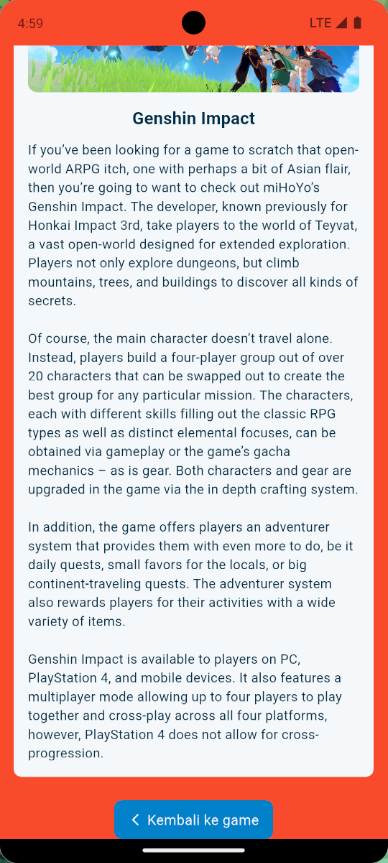 4:59
LTE
Genshin Impact
If you’ve been looking for a game to scratch that open-
world ARPG itch, one with perhaps a bit of Asian flair,
then you’re going to want to check out miHoYo’s
Genshin Impact. The developer, known previously for
Honkai Impact 3rd, take players to the world of Teyvat,
a vast open-world designed for extended exploration.
Players not only explore dungeons, but climb
mountains, trees, and buildings to discover all kinds of
secrets.
Of course, the main character doesn’t travel alone.
Instead, players build a four-player group out of over
20 characters that can be swapped out to create the
best group for any particular mission. The characters,
each with different skills filling out the classic RPG
types as well as distinct elemental focuses, can be
obtained via gameplay or the game’s gacha
mechanics – as is gear. Both characters and gear are
upgraded in the game via the in depth crafting system.
In addition, the game offers players an adventurer
system that provides them with even more to do, be it
daily quests, small favors for the locals, or big
continent-traveling quests. The adventurer system
also rewards players for their activities with a wide
variety of items.
Genshin Impact is available to players on PC,
PlayStation 4, and mobile devices. It also features a
multiplayer mode allowing up to four players to play
together and cross-play across all four platforms,
however, PlayStation 4 does not allow for cross-
progression.
Kembali ke game